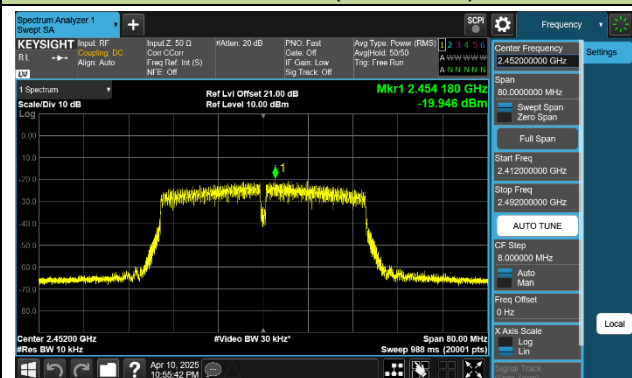 Spectrum Analyzer 1
Swept SA
SCPI
Frequency
KEYSIGHT
Input: RF
Coupling: DC
Align: Auto
Input Z: 50 Ω
Corr CCorr
Freq Ref: Int (S)
NFE: Off
#Atten: 20 dB
PNO: Fast
Gate: Off
IF Gain: Low
Sig Track: Off
Avg Type: Power (RMS)
Avg|Hold: 50/50
Trig: Free Run
1 2 3 4 5 6
A W W W W W
A N N N N N
RL
LW
1 Spectrum
Scale/Div 10 dB
Ref Lvl Offset 21.00 dB
Ref Level 10.00 dBm
Mkr1 2.454 180 GHz
-19.946 dBm
Log
0.00
-10.0
-20.0
-30.0
-40.0
-50.0
-60.0
-70.0
-80.0
1
Center 2.45200 GHz
#Res BW 10 kHz
#Video BW 30 kHz*
Span 80.00 MHz
Sweep 988 ms (20001 pts)
Apr 10, 2025
10:55:42 PM
Center Frequency
2.452000000 GHz
Settings
Span
80.0000000 MHz
Swept Span
Zero Span
Full Span
Start Freq
2.412000000 GHz
Stop Freq
2.492000000 GHz
AUTO TUNE
CF Step
8.000000 MHz
Auto
Man
Freq Offset
0 Hz
X Axis Scale
Log
Lin
Local
Signal Track